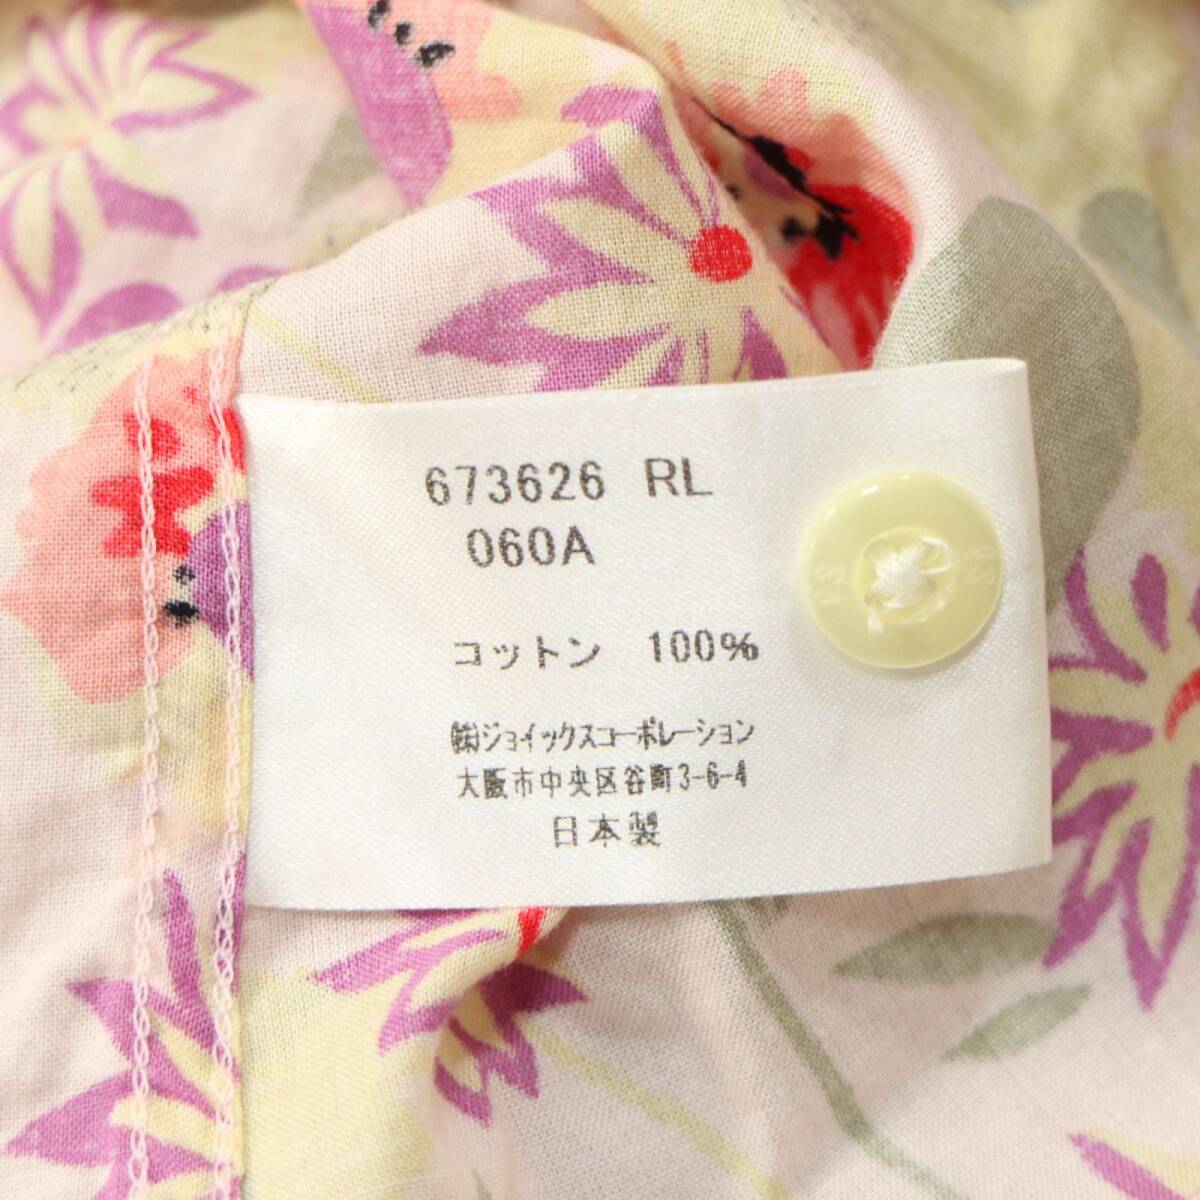 673626 RL
060A
コットン 100%
㈱ジョイックスコーポレーション
大阪市中央区谷町3-6-4
日本製